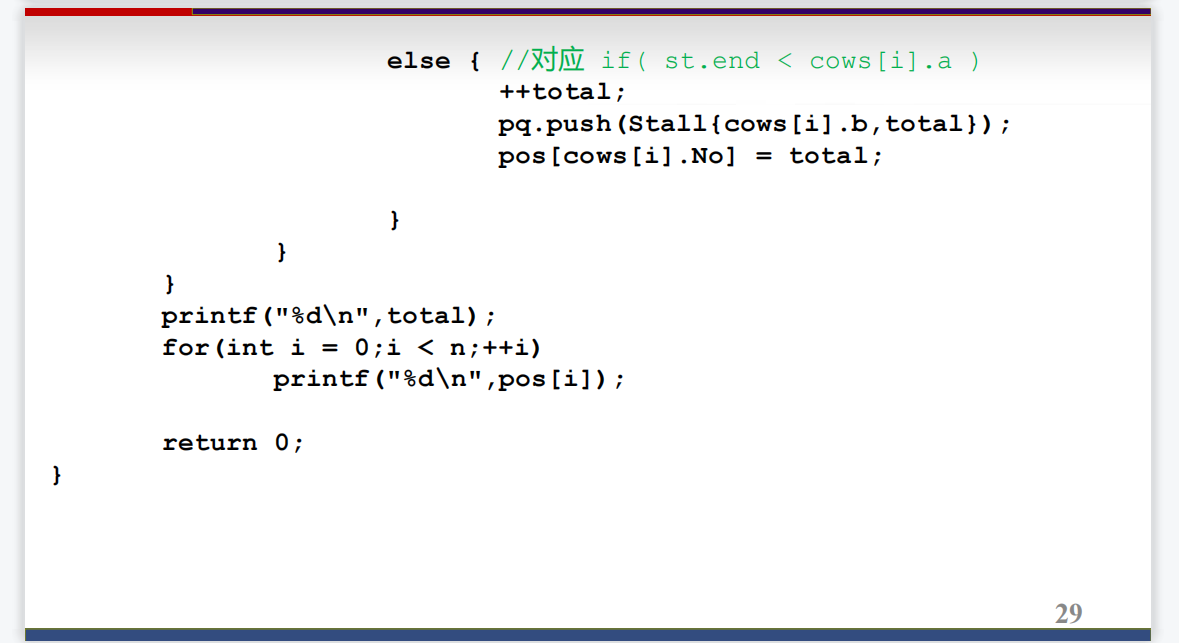 else { //对应 if( st.end < cows[i].a )
++total;
pq.push(Stall{cows[i].b,total});
pos[cows[i].No] = total;
}
}
}
printf("%d\n",total);
for(int i = 0;i < n;++i)
printf("%d\n",pos[i]);
return 0;
}
29